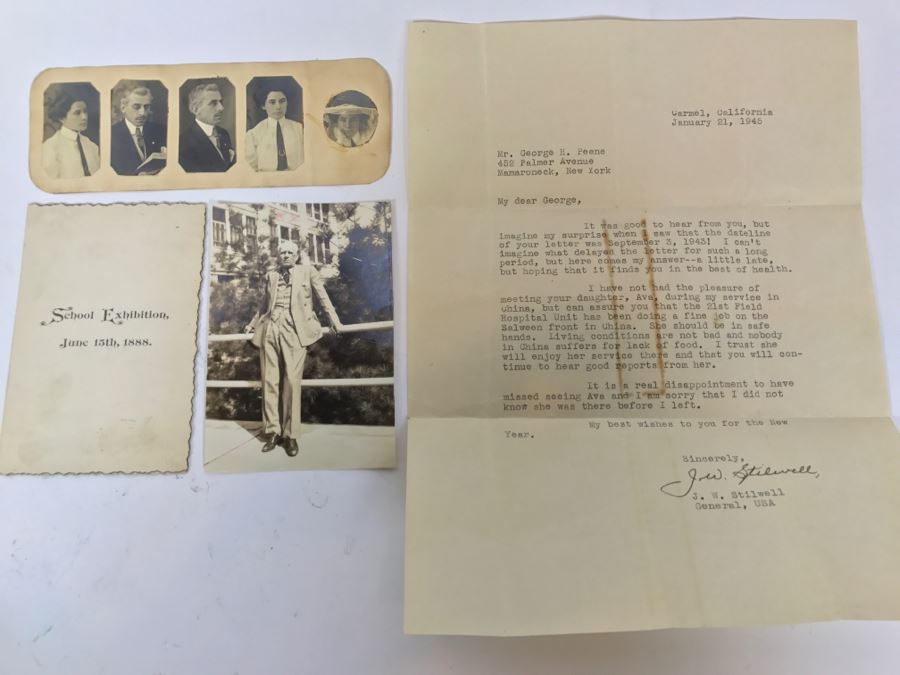 School Exhibition,
June 15th, 1888.
Carmel, California
January 21, 1945
Mr. George H. Peene
452 Palmer Avenue
Mamaroneck, New York
My dear George,
It was good to hear from you, but
imagine my surprise when I saw that the dateline
of your letter was September 3, 1943! I can't
imagine what delayed the letter for such a long
period, but here comes my answer--a little late,
but hoping that it finds you in the best of health.
I have not had the pleasure of
meeting your daughter, Ava, during my service in
China, but can assure you that the 21st Field
Hospital Unit has been doing a fine job on the
Salween front in China. She should be in safe
hands. Living conditions are not bad and nobody
in China suffers for lack of food. I trust she
will enjoy her service there and that you will con-
tinue to hear good reports from her.
It is a real disappointment to have
missed seeing Ava and I am sorry that I did not
know she was there before I left.
My best wishes to you for the New
Year.
Sincerely,
J.W. Stilwell,
J. W. Stilwell
General, USA